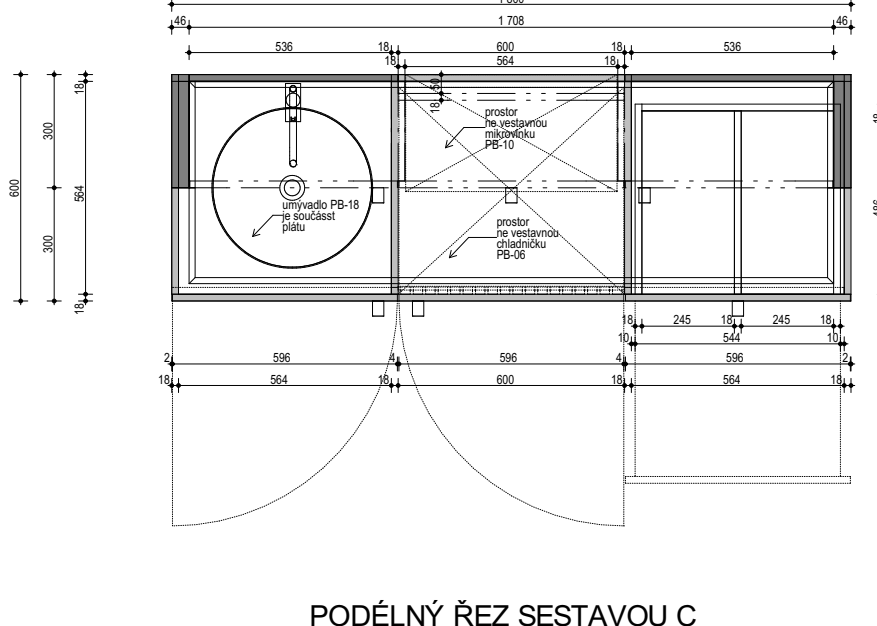 46 1 708 46
536 18 600 18 536
18 564 18
18 50
18
300
600 564
300
18
prostor
ne vestavnou
mikrovlnku
PB-10
umyvadlo PB-18
je součásst
plátu
prostor
ne vestavnou
chladničku
PB-06
18 245 18 245 18
10 544 10
2 596 4 596 4 596 2
18 564 18 600 18 564 18
PODÉLNÝ ŘEZ SESTAVOU C